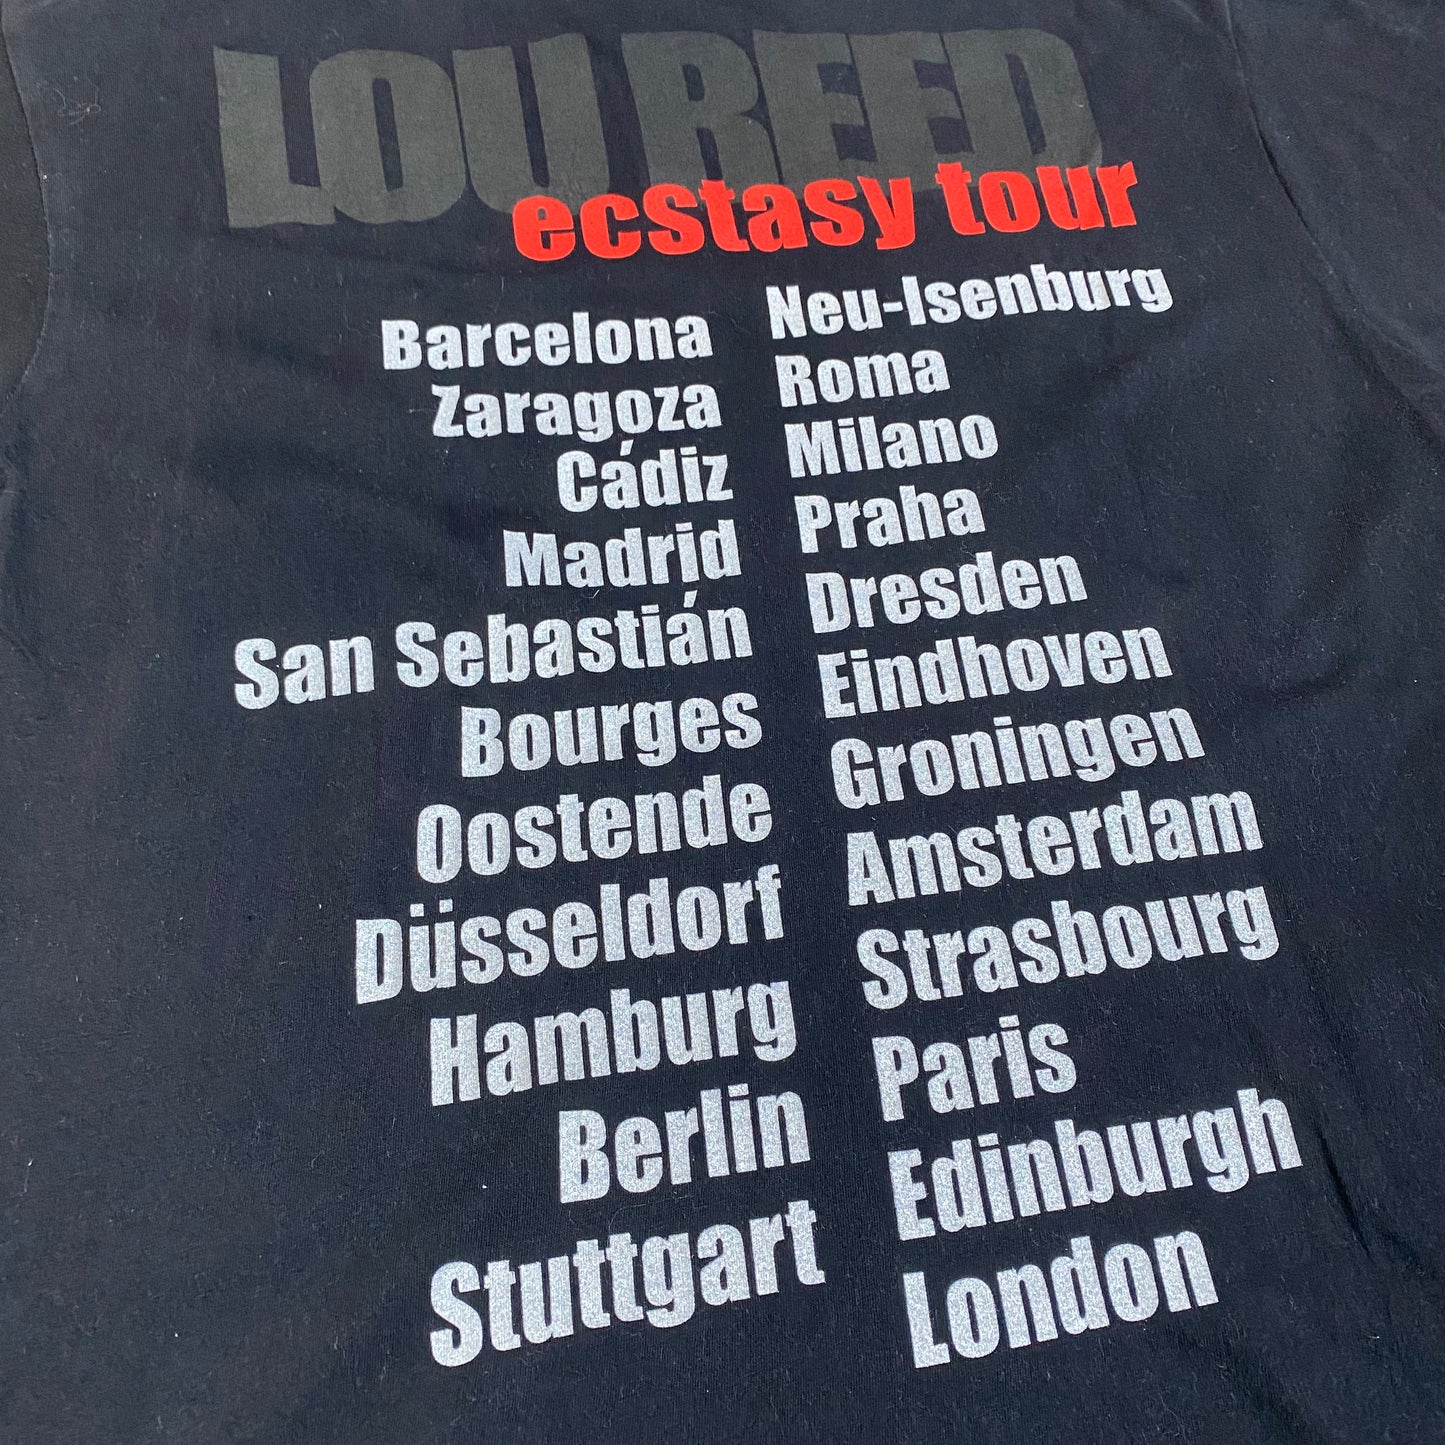 LOU REED
ecstasy tour
Barcelona
Zaragoza
Cádiz
Madrid
San Sebastián
Bourges
Oostende
Düsseldorf
Hamburg
Berlin
Stuttgart
Neu-Isenburg
Roma
Milano
Praha
Dresden
Eindhoven
Groningen
Amsterdam
Strasbourg
Paris
Edinburgh
London